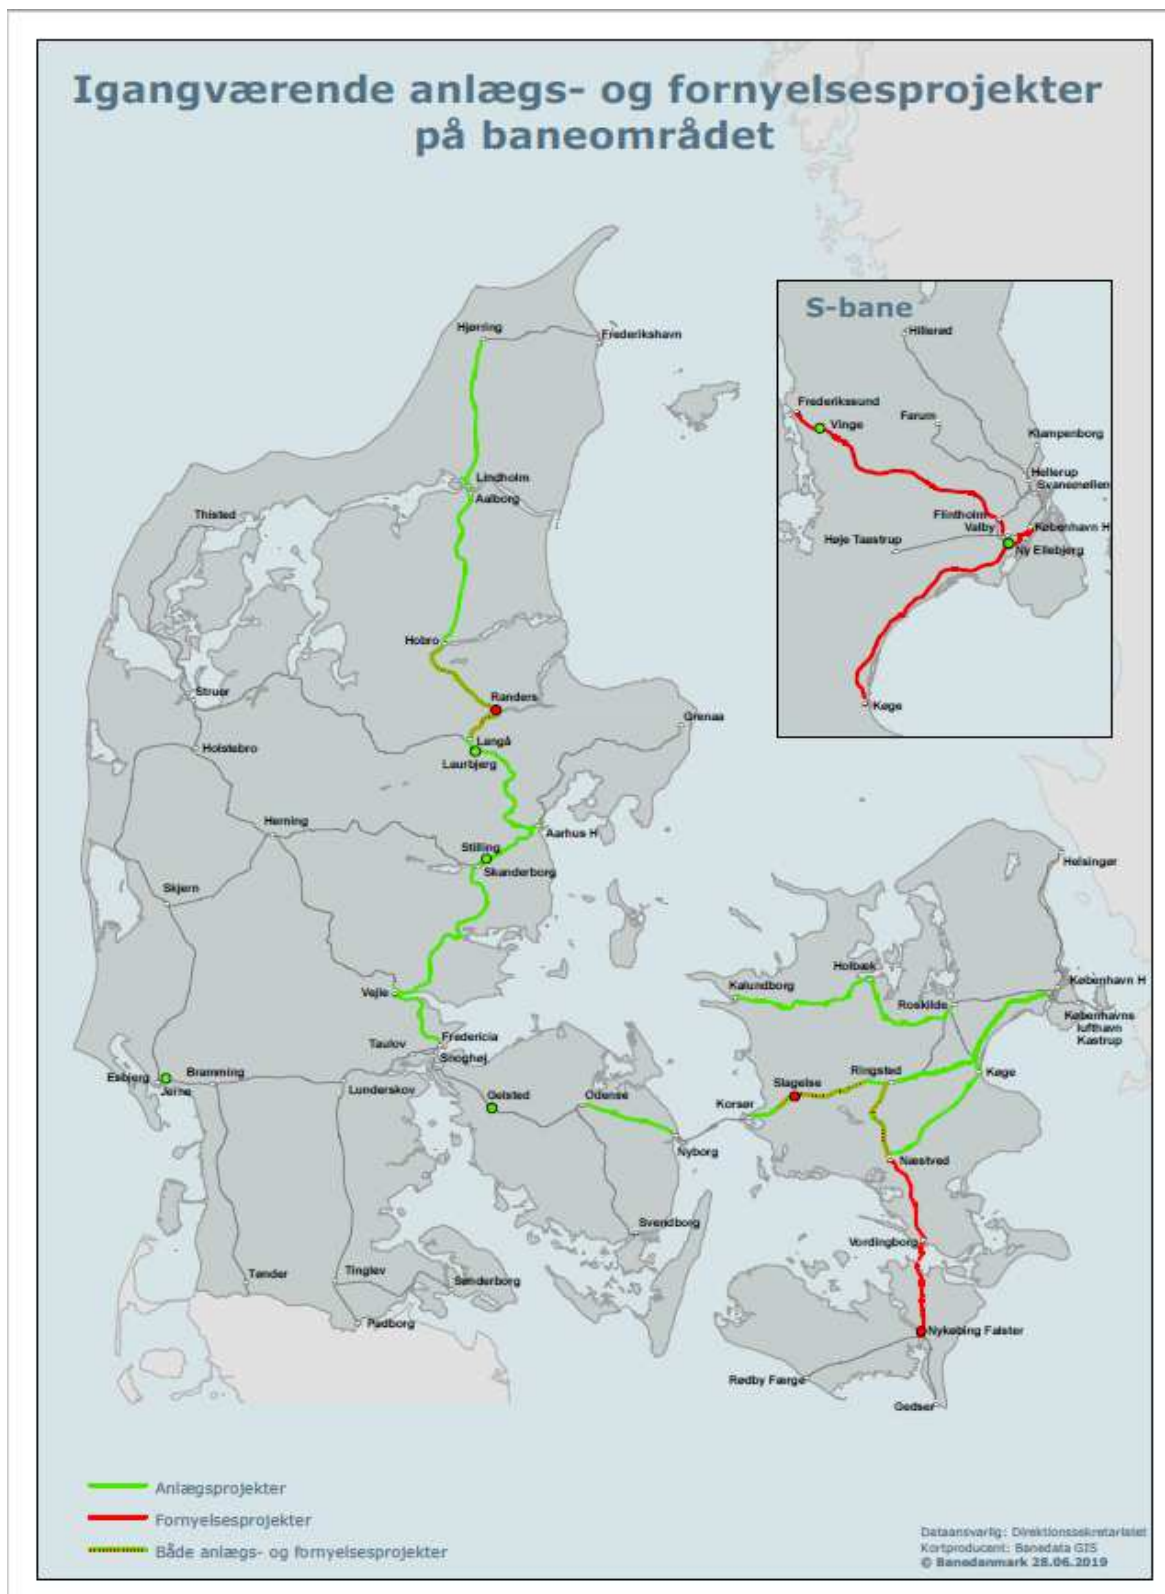 Igangværende anlægs- og fornyelsesprojekter
på baneområdet
S-bane
Hillerød
Frederikssund
Vinge
Farum
Klampenborg
Hellerup
Svanemøllen
Flintholm
Valby
København H
Høje Taastrup
Ny Ellebjerg
Køge
Hjørring
Frederikshavn
Lindholm
Aalborg
Thisted
Hobro
Randers
Struer
Grenaa
Langå
Holstebro
Laurbjerg
Herning
Aarhus H
Stilling
Skanderborg
Skjern
Helsingør
Holbæk
Kalundborg
København H
Vejle
Roskilde
Københavns
lufthavn
Kastrup
Fredericia
Taulov
Snoghøj
Esbjerg
Bramming
Jerne
Lunderskov
Gelsted
Odense
Korsør
Slagelse
Ringsted
Køge
Nyborg
Næstved
Svendborg
Vordingborg
Tønder
Tinglev
Sønderborg
Padborg
Nykøbing Falster
Rødby Færge
Gedser
Anlægsprojekter
Fornyelsesprojekter
Både anlægs- og fornyelsesprojekter
Dataansvarlig: Direktionssekretariatet
Kortproducent: Banedata GIS
© Banedanmark 28.06.2019